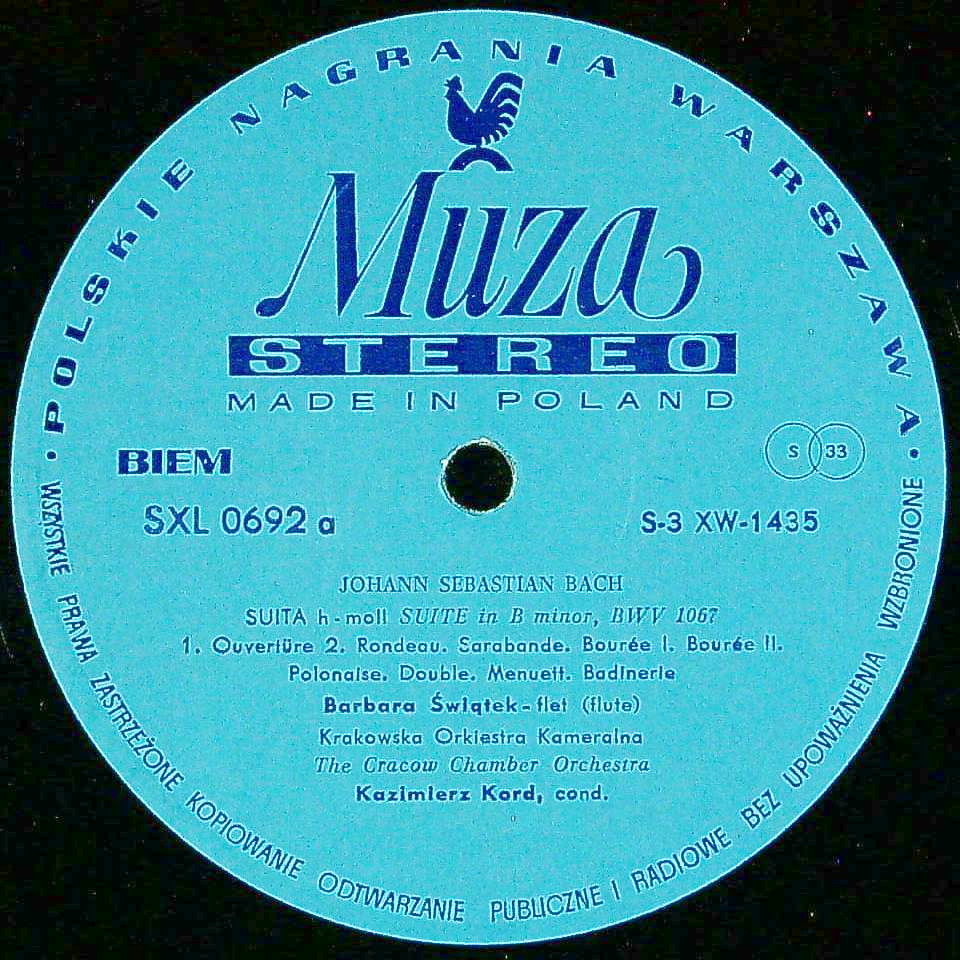 • POLSKIE NAGRANIA WARSZAWA •
Muza
STEREO
MADE IN POLAND
BIEM
S 33
SXL 0692 a
S-3 XW-1435
JOHANN SEBASTIAN BACH
SUITA h-moll SUITE in B minor, BWV 1067
1. Ouvertüre 2. Rondeau. Sarabande. Bourée I. Bourée II.
Polonaise. Double. Menuett. Badinerie
Barbara Świątek - flet (flute)
Krakowska Orkiestra Kameralna
The Cracow Chamber Orchestra
Kazimierz Kord, cond.
WSZYSTKIE PRAWA ZASTRZEŻONE KOPIOWANIE ODTWARZANIE PUBLICZNE I RADIOWE BEZ UPOWAŻNIENIA WZBRONIONE